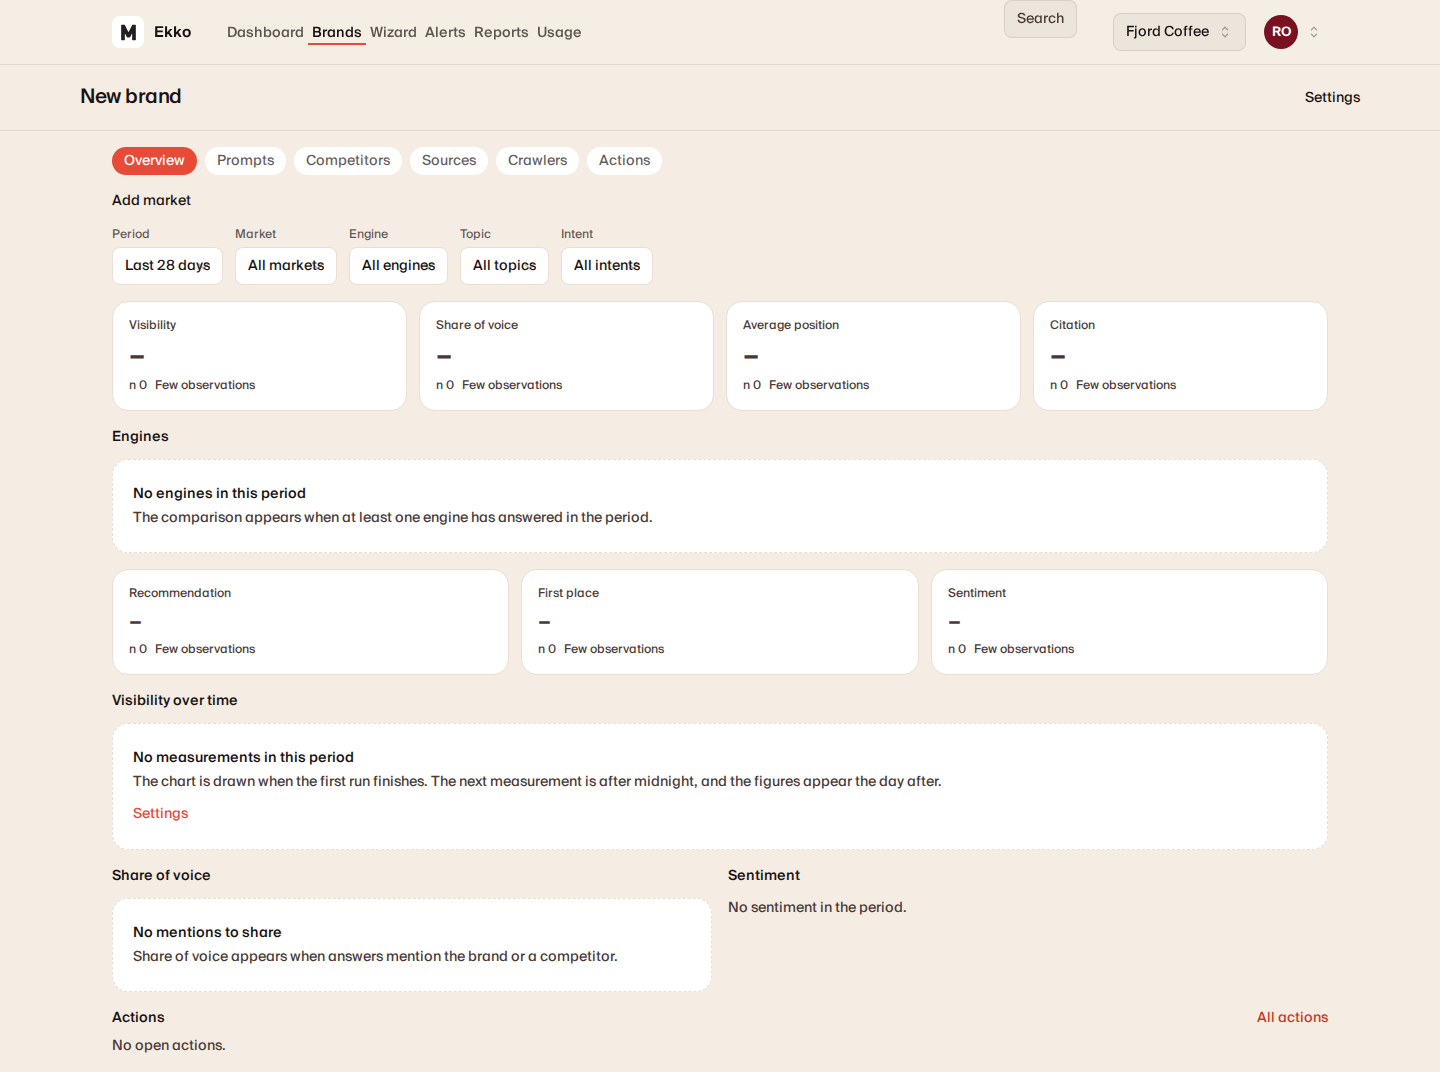 M Ekko Dashboard Brands Wizard Alerts Reports Usage Search Fjord Coffee RO
New brand Settings
Overview Prompts Competitors Sources Crawlers Actions
Add market
Period Market Engine Topic Intent
Last 28 days All markets All engines All topics All intents
Visibility Share of voice Average position Citation
– – – –
n 0 Few observations n 0 Few observations n 0 Few observations n 0 Few observations
Engines
No engines in this period
The comparison appears when at least one engine has answered in the period.
Recommendation First place Sentiment
– – –
n 0 Few observations n 0 Few observations n 0 Few observations
Visibility over time
No measurements in this period
The chart is drawn when the first run finishes. The next measurement is after midnight, and the figures appear the day after.
Settings
Share of voice Sentiment
No sentiment in the period.
No mentions to share
Share of voice appears when answers mention the brand or a competitor.
Actions All actions
No open actions.